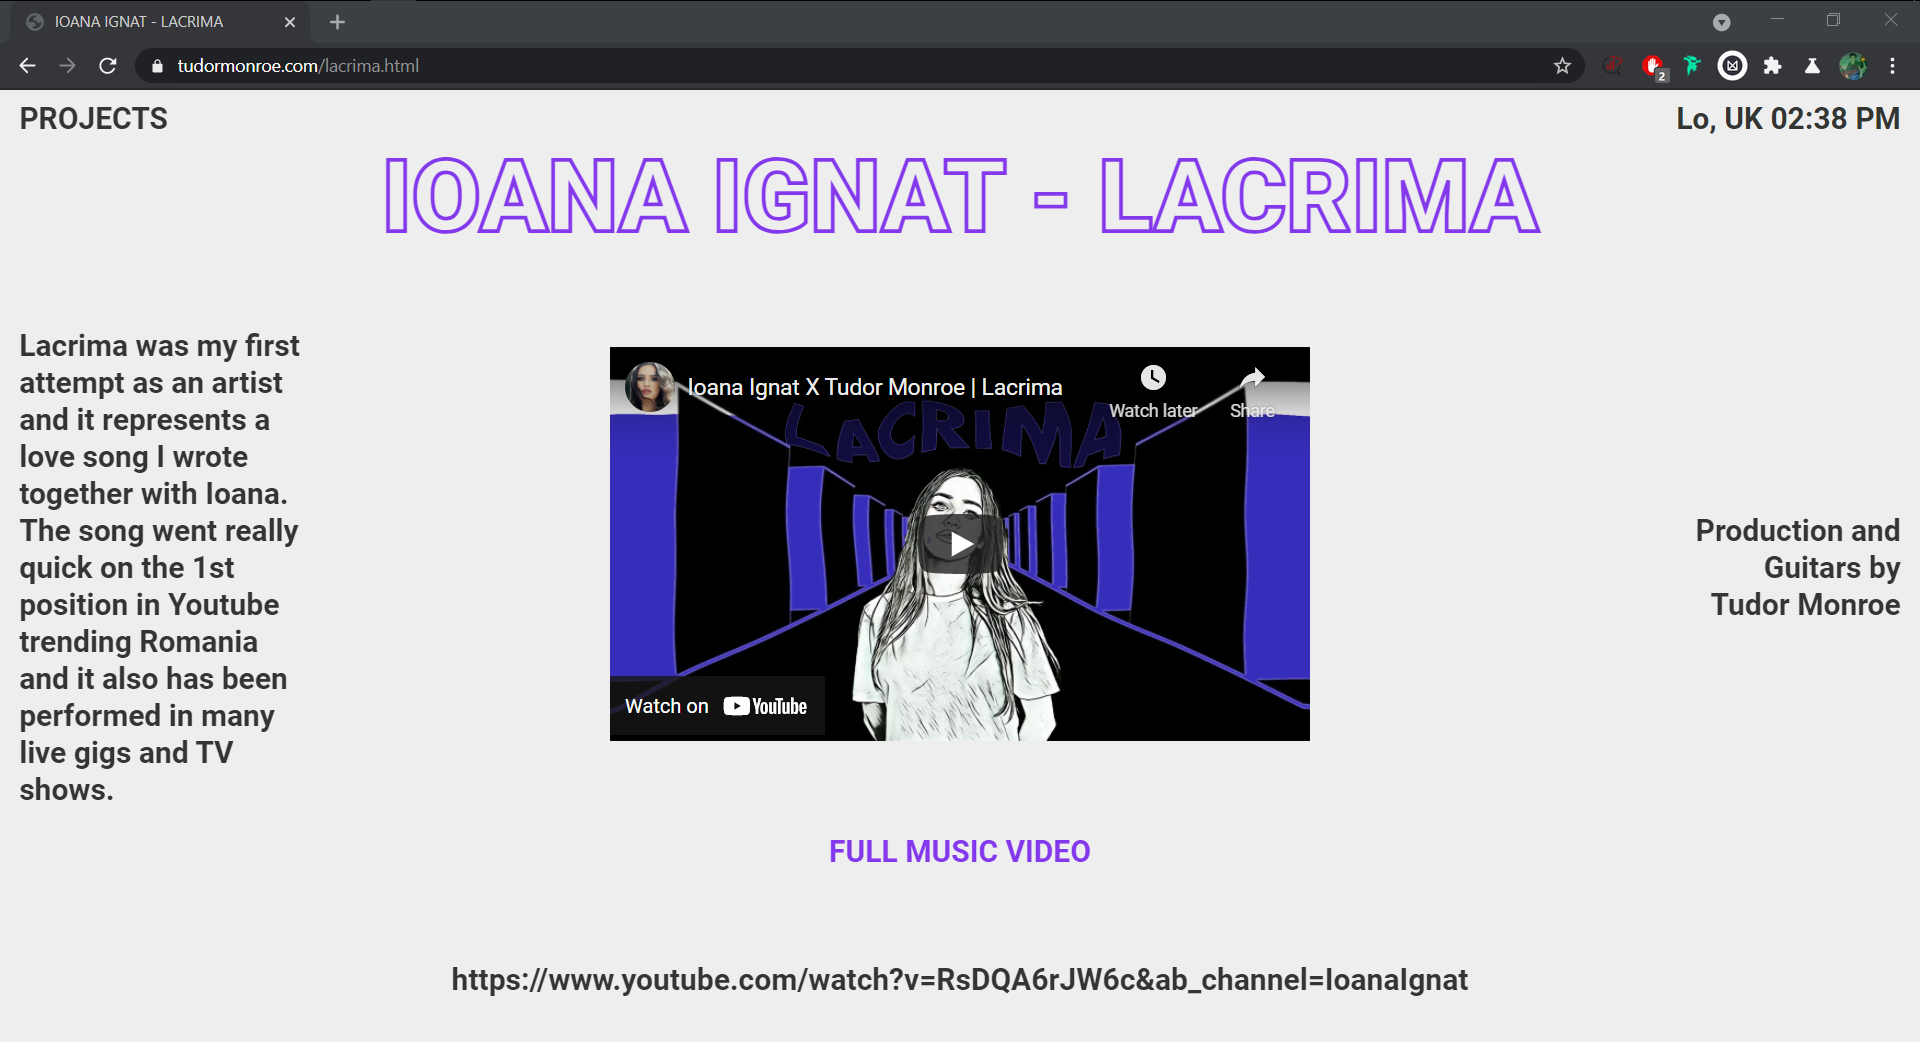 IOANA IGNAT - LACRIMA
tudormonroe.com/lacrima.html
2
PROJECTS
Lo, UK 02:38 PM
IOANA IGNAT - LACRIMA
Lacrima was my first
attempt as an artist
and it represents a
love song I wrote
together with Ioana.
The song went really
quick on the 1st
position in Youtube
trending Romania
and it also has been
performed in many
live gigs and TV
shows.
Ioana Ignat X Tudor Monroe | Lacrima
Watch later
Share
LACRIMA
Watch on YouTube
Production and
Guitars by
Tudor Monroe
FULL MUSIC VIDEO
https://www.youtube.com/watch?v=RsDQA6rJW6c&ab_channel=IoanaIgnat